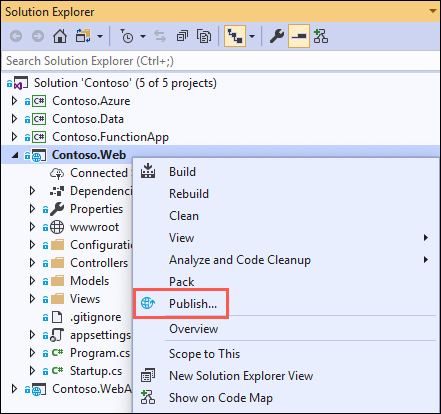 Solution Explorer
Search Solution Explorer (Ctrl+;)
Solution 'Contoso' (5 of 5 projects)
Contoso.Azure
Contoso.Data
Contoso.FunctionApp
Contoso.Web
Connected
Dependenci
Properties
wwwroot
Configuration
Controllers
Models
Views
.gitignore
appsettings
Program.cs
Startup.cs
Contoso.WebA
Build
Rebuild
Clean
View
Analyze and Code Cleanup
Pack
Publish...
Overview
Scope to This
New Solution Explorer View
Show on Code Map